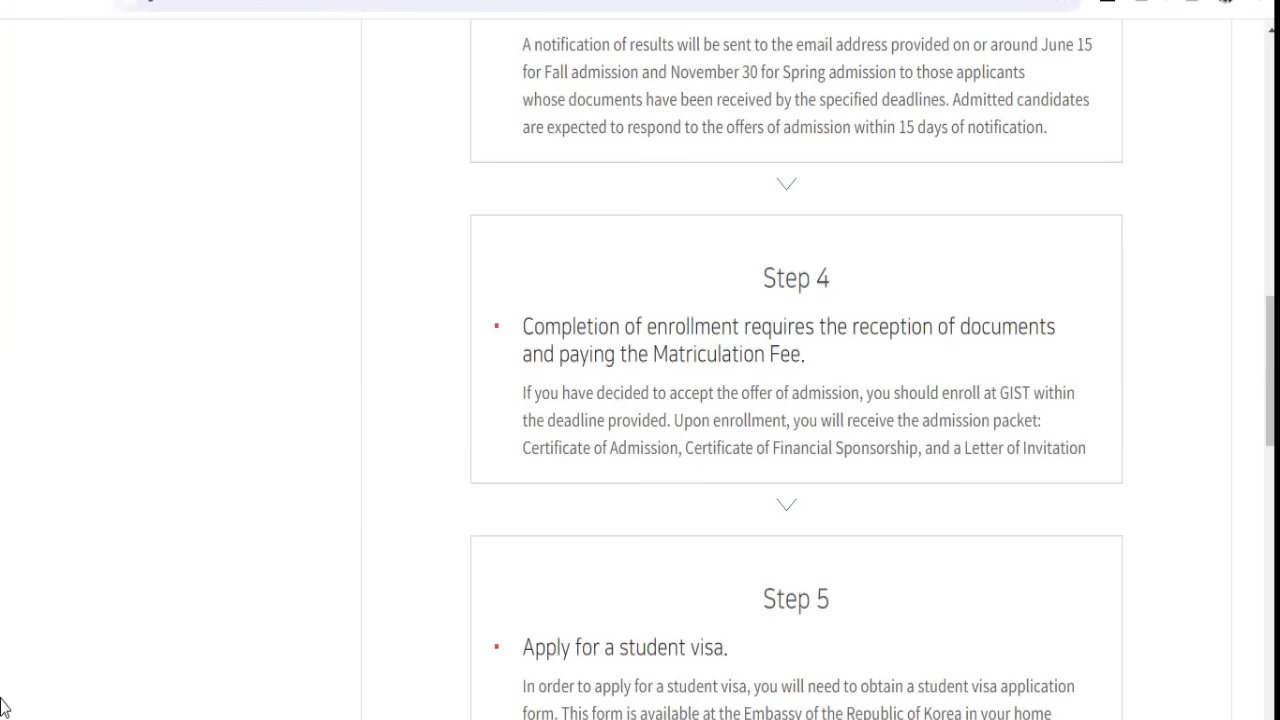 A notification of results will be sent to the email address provided on or around June 15
for Fall admission and November 30 for Spring admission to those applicants
whose documents have been received by the specified deadlines. Admitted candidates
are expected to respond to the offers of admission within 15 days of notification.
Step 4
Completion of enrollment requires the reception of documents
and paying the Matriculation Fee.
If you have decided to accept the offer of admission, you should enroll at GIST within
the deadline provided. Upon enrollment, you will receive the admission packet:
Certificate of Admission, Certificate of Financial Sponsorship, and a Letter of Invitation
Step 5
Apply for a student visa.
In order to apply for a student visa, you will need to obtain a student visa application
form. This form is available at the Embassy of the Republic of Korea in your home